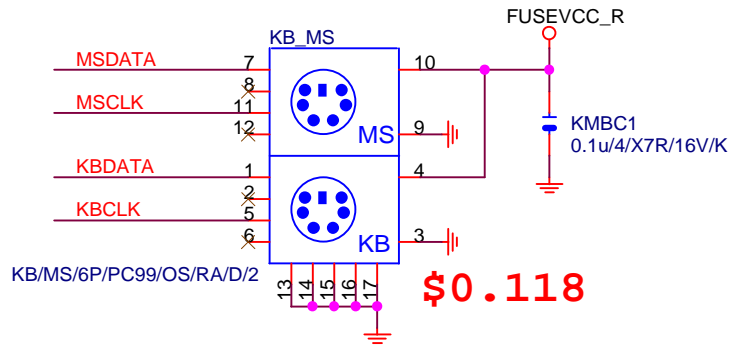 FUSEVCC_R
KB_MS
MSDATA 7 10
8
MSCLK 11
12 MS 9
KMBC1
0.1u/4/X7R/16V/K
KBDATA 1 4
2
KBCLK 5
6 KB 3
KB/MS/6P/PC99/OS/RA/D/2
13 14 15 16 17
$0.118